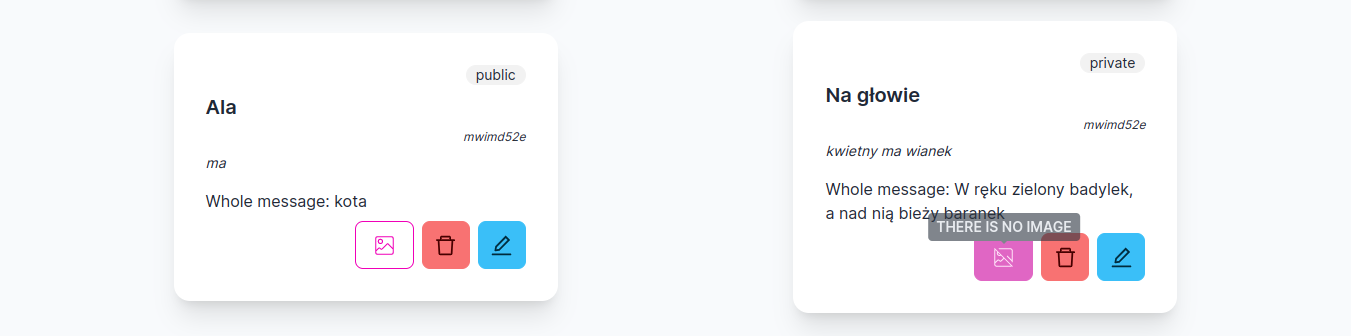 public
Ala
mwimd52e
ma
Whole message: kota
private
Na głowie
mwimd52e
kwietny ma wianek
Whole message: W ręku zielony badylek,
a nad nią bieży baranek
THERE IS NO IMAGE